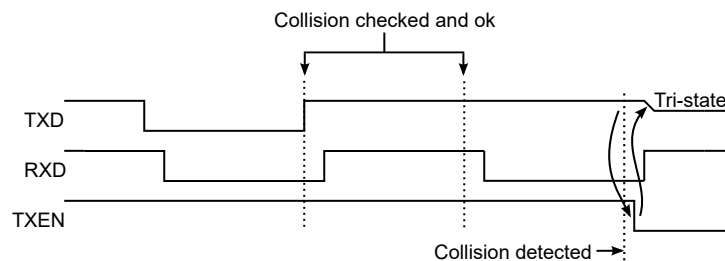 Collision checked and ok
Tri-state
TXD
RXD
TXEN
Collision detected